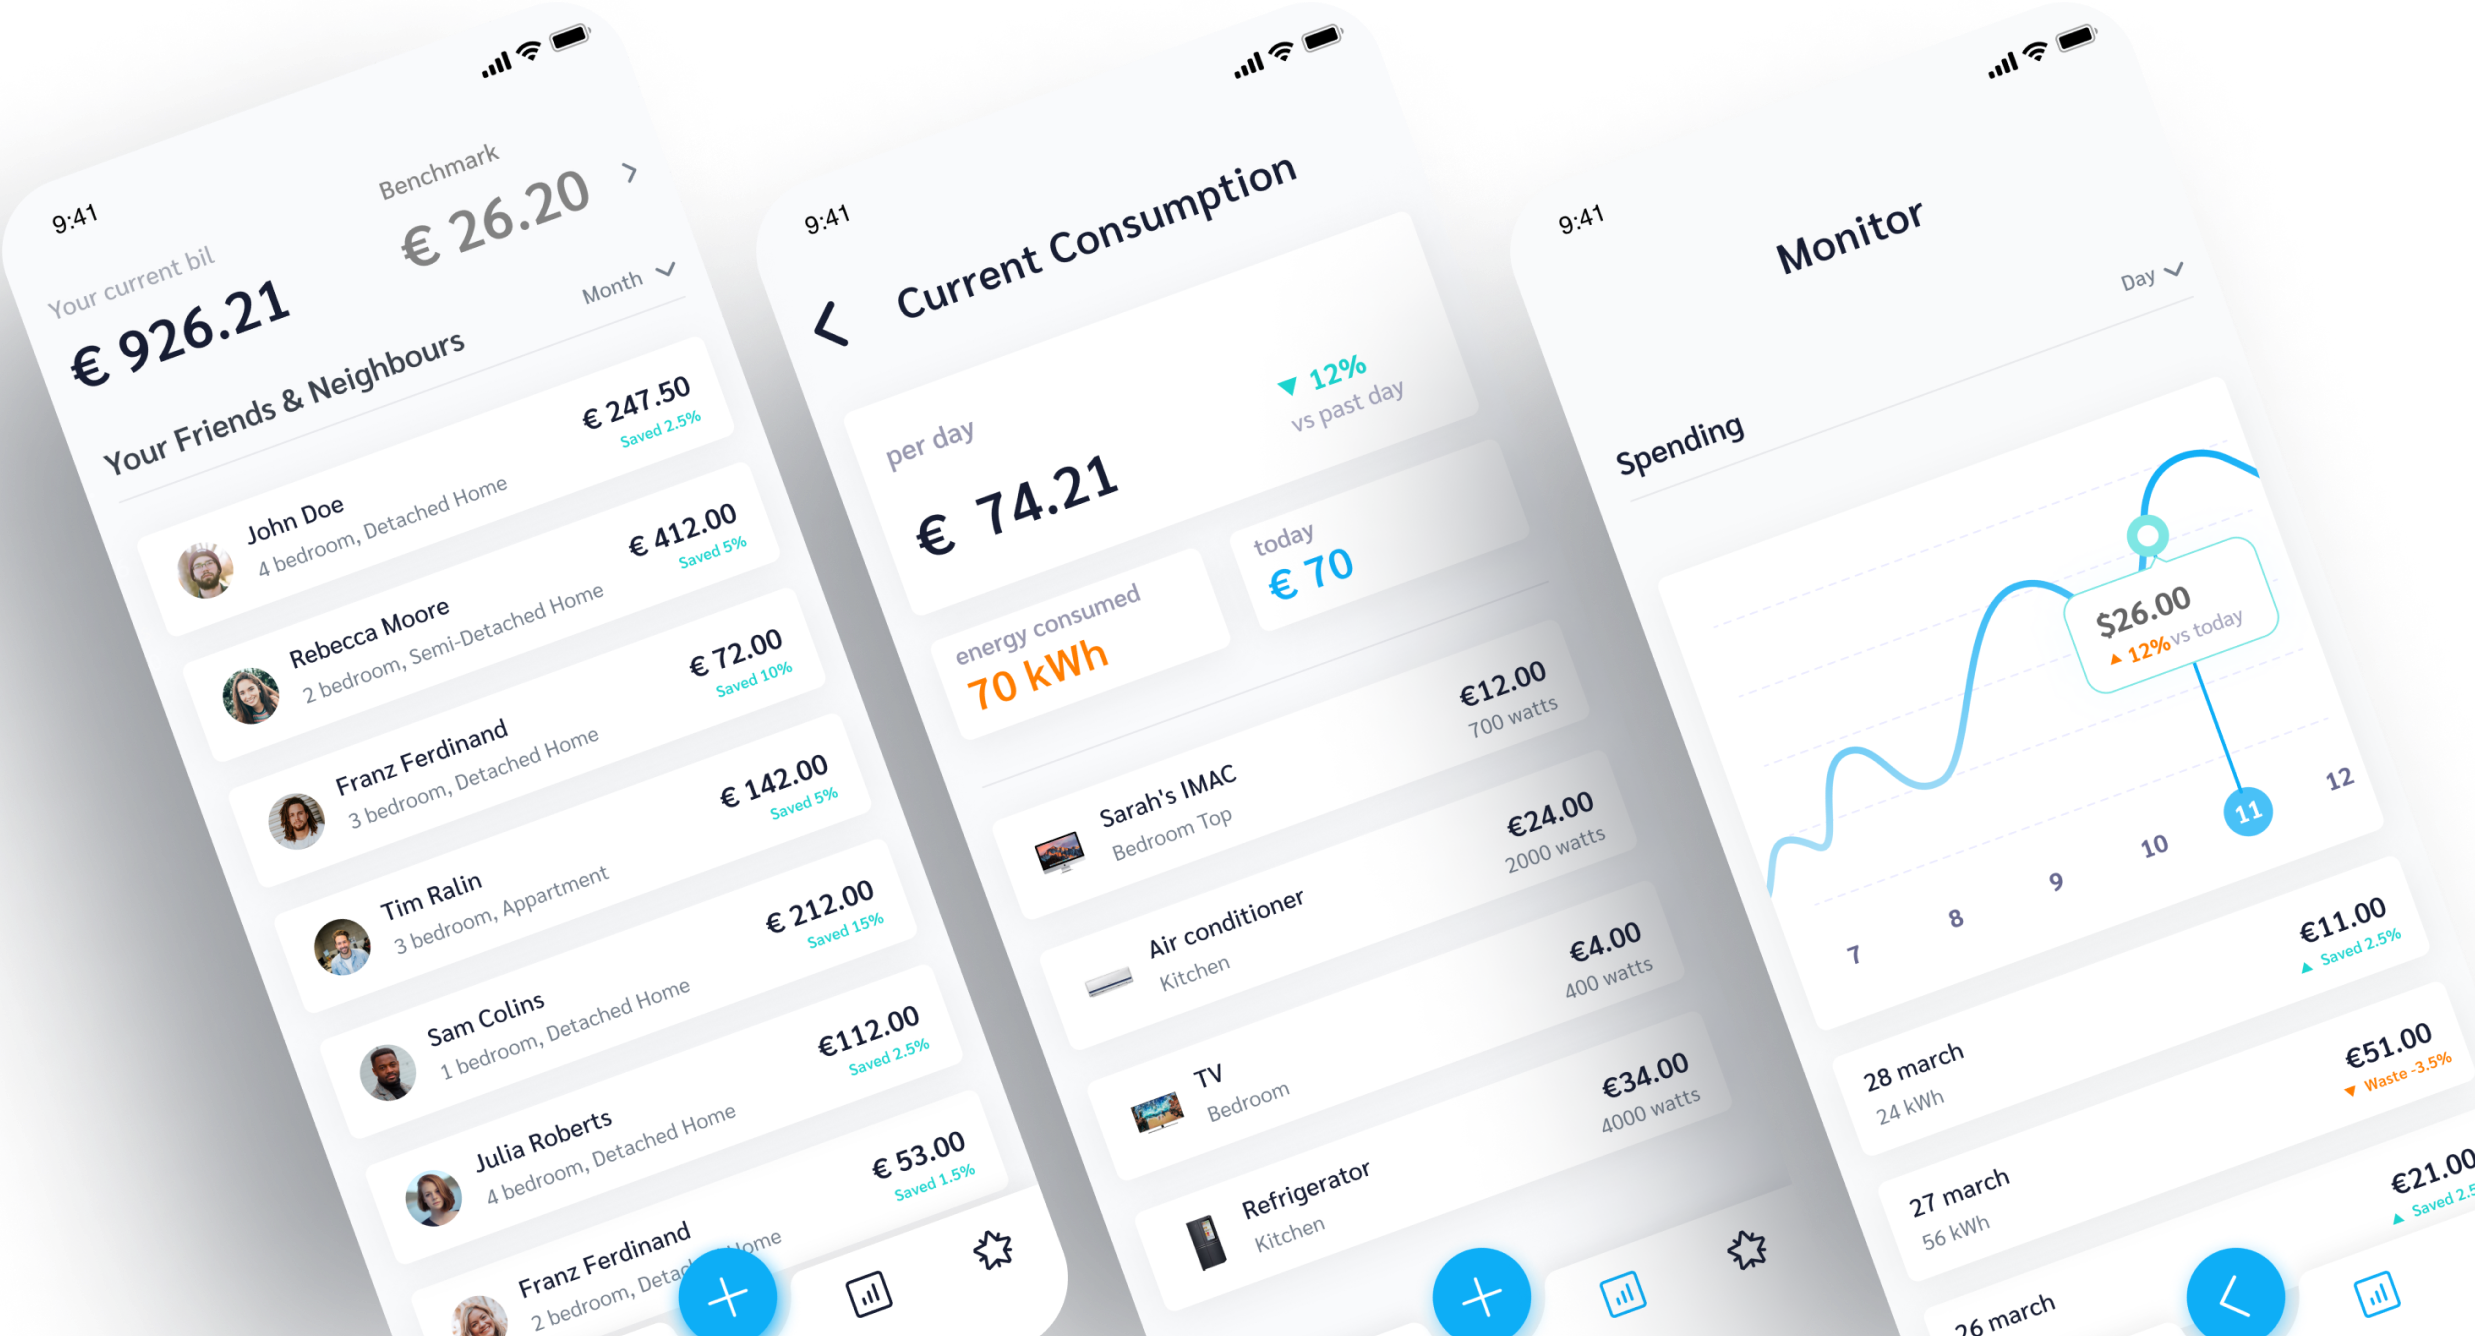 9:41
Benchmark
€ 26.20
Your current bil
€ 926.21
Month
Your Friends & Neighbours
John Doe
4 bedroom, Detached Home
€ 247.50
Saved 2.5%
Rebecca Moore
2 bedroom, Semi-Detached Home
€ 412.00
Saved 5%
Franz Ferdinand
3 bedroom, Detached Home
€ 72.00
Saved 10%
Tim Ralin
3 bedroom, Appartment
€ 142.00
Saved 5%
Sam Colins
1 bedroom, Detached Home
€ 212.00
Saved 15%
Julia Roberts
4 bedroom, Detached Home
€112.00
Saved 2.5%
Franz Ferdinand
2 bedroom, Detac Home
€ 53.00
Saved 1.5%
9:41
Current Consumption
per day
€ 74.21
12%
vs past day
energy consumed
70 kWh
today
€ 70
Sarah's IMAC
Bedroom Top
€12.00
700 watts
Air conditioner
Kitchen
€24.00
2000 watts
TV
Bedroom
€4.00
400 watts
Refrigerator
Kitchen
€34.00
4000 watts
9:41
Monitor
Day
Spending
$26.00
12% vs today
7 8 9 10 11 12
28 march
24 kWh
€11.00
Saved 2.5%
27 march
56 kWh
€51.00
Waste -3.5%
26 march
€21.00
Saved 2.5